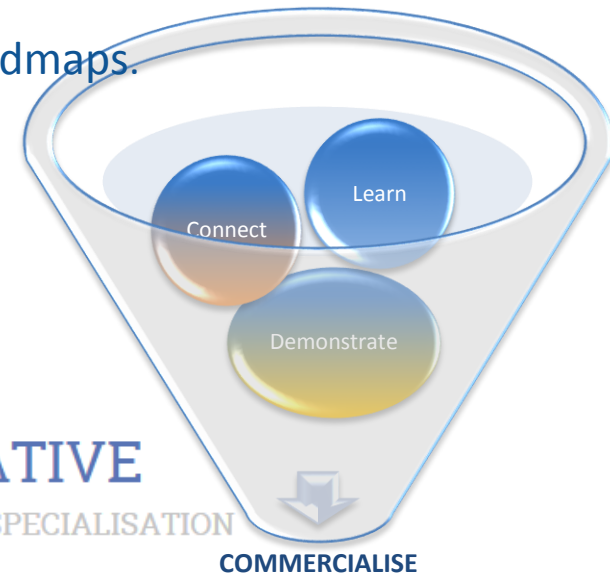 dmaps.
Learn
Connect
Demonstrate
ATIVE
SPECIALISATION
COMMERCIALISE